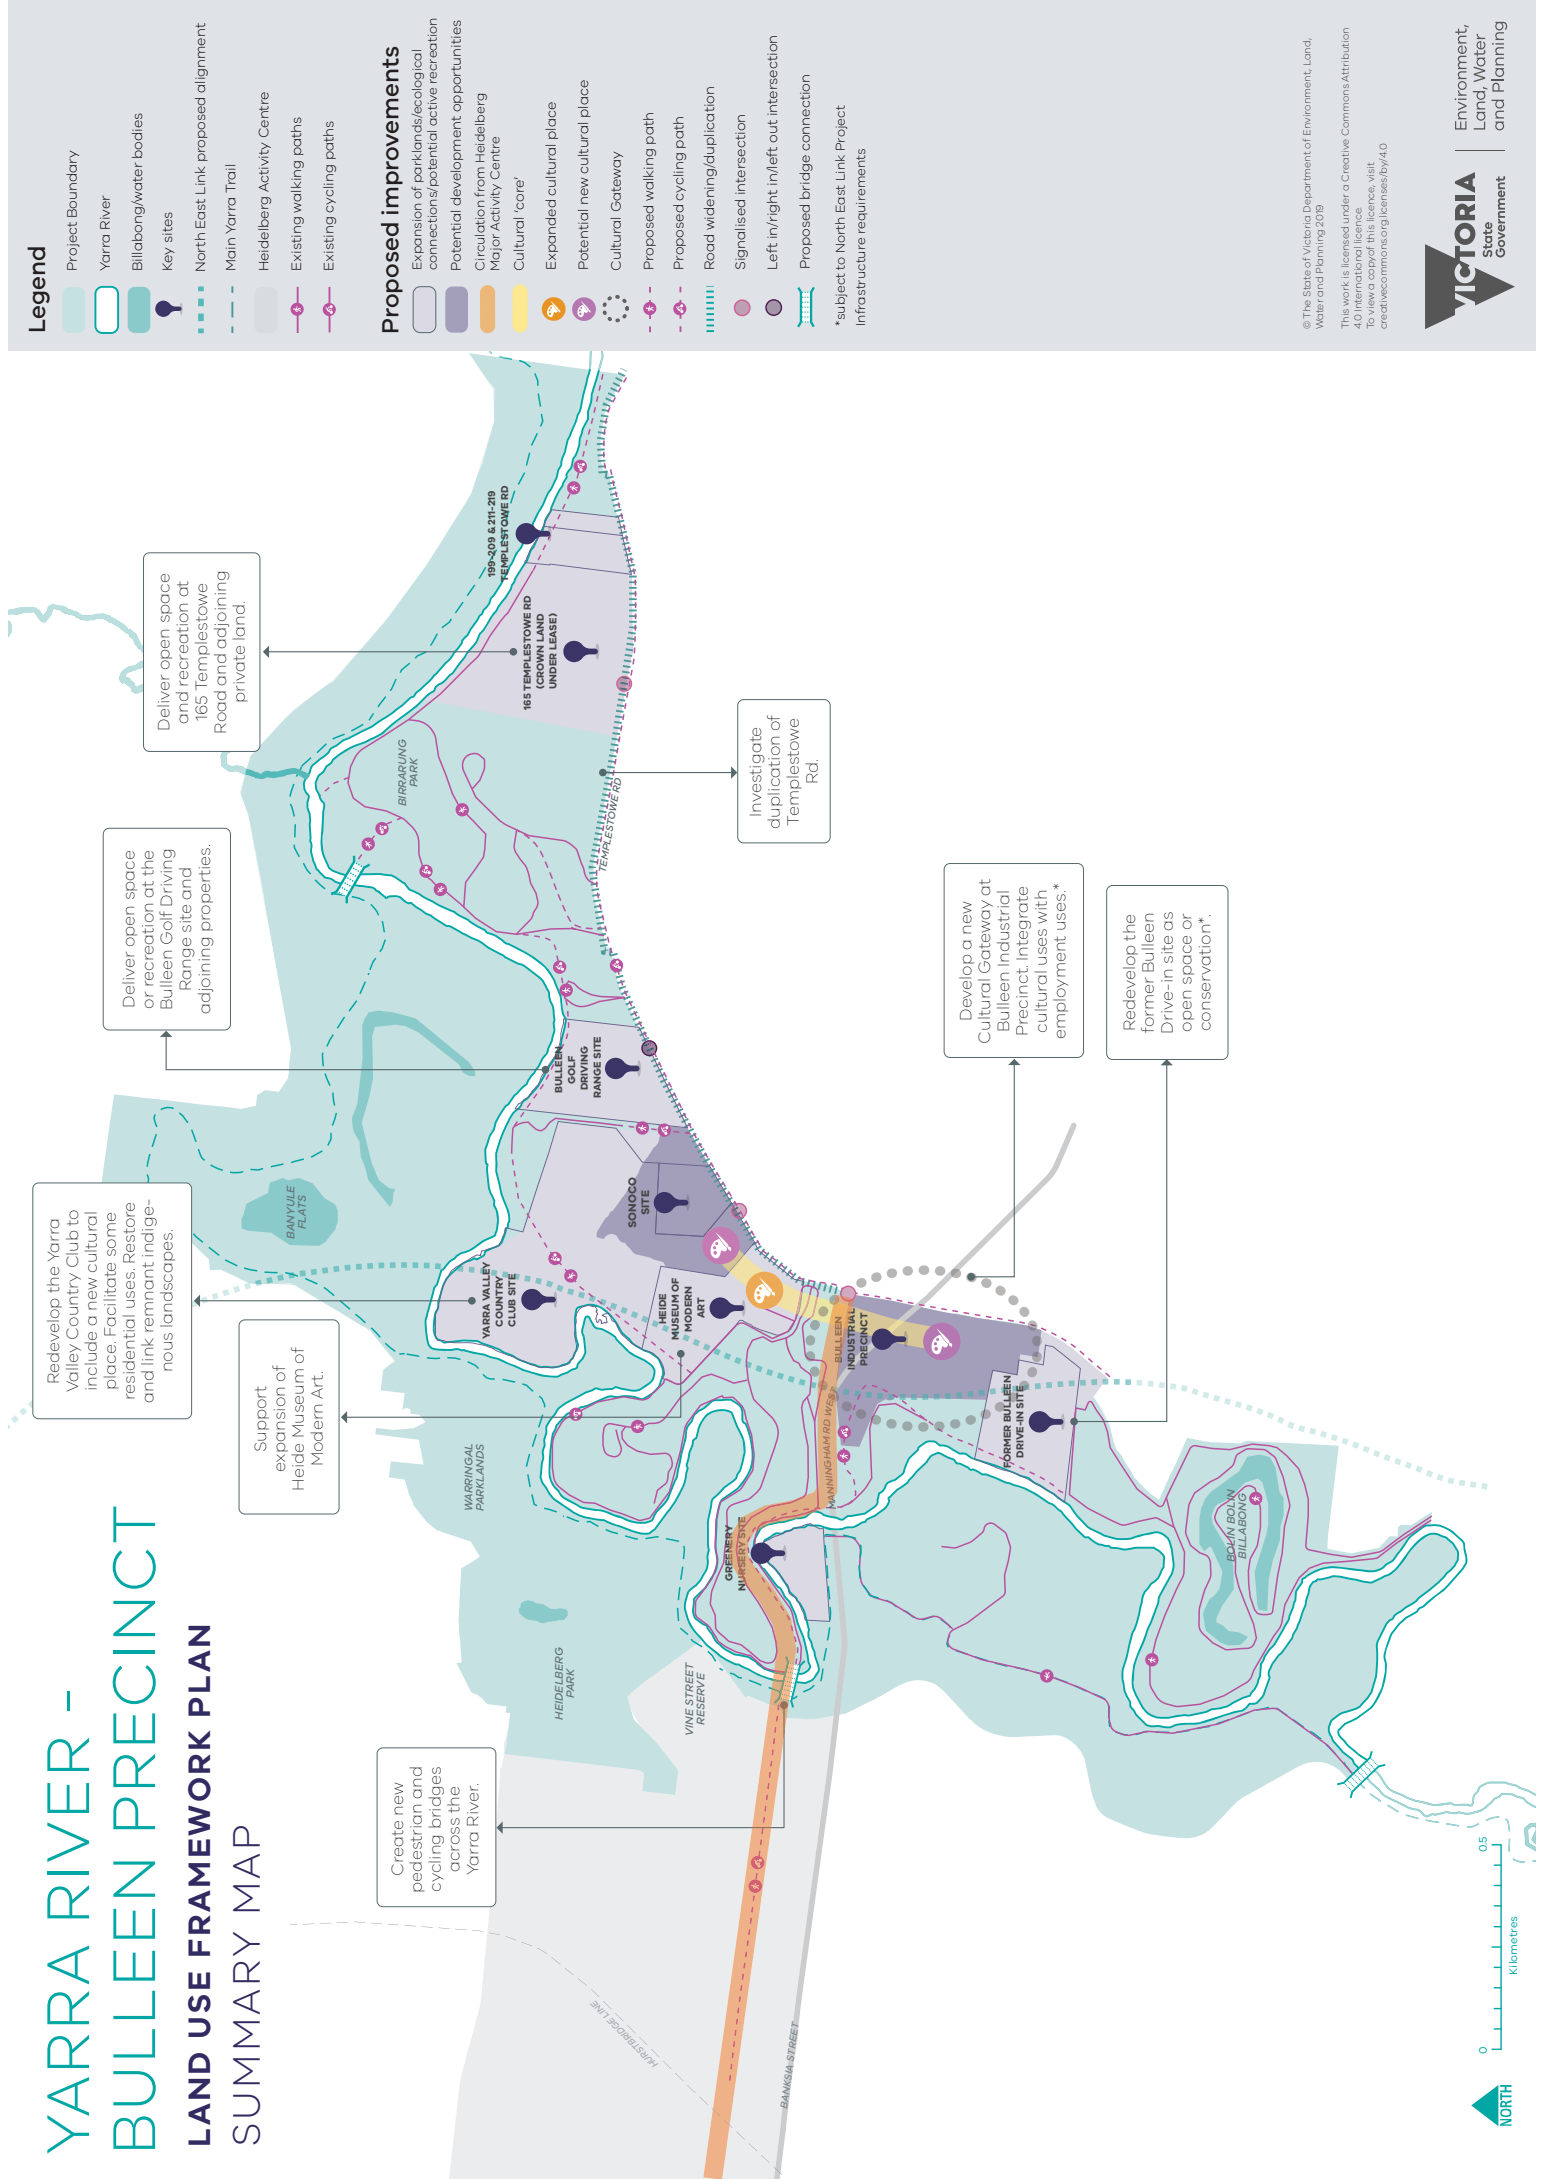 YARRA RIVER –
BULLEEN PRECINCT
LAND USE FRAMEWORK PLAN
SUMMARY MAP
Redevelop the Yarra
Valley Country Club to
include a new cultural
place. Facilitate some
residential uses. Restore
and link remnant indige-
nous landscapes.
Deliver open space
or recreation at the
Bulleen Golf Driving
Range site and
adjoining properties.
Deliver open space
and recreation at
165 Templestowe
Road and adjoining
private land.
Support
expansion of
Heide Museum of
Modern Art.
Create new
pedestrian and
cycling bridges
across the
Yarra River.
Investigate
duplication of
Templestowe
Rd.
Develop a new
Cultural Gateway at
Bulleen Industrial
Precinct. Integrate
cultural uses with
employment uses.*
Redevelop the
former Bulleen
Drive-in site as
open space or
conservation*.
BANYULE
FLATS
BIRRARUNG
PARK
WARRINGAL
PARKLANDS
HEIDELBERG
PARK
VINE STREET
RESERVE
YARRA VALLEY
COUNTRY
CLUB SITE
199-209 & 211-219
TEMPLESTOWE RD
165 TEMPLESTOWE RD
(CROWN LAND
UNDER LEASE)
BULLEEN
GOLF
DRIVING
RANGE SITE
SONOCO
SITE
HEIDE
MUSEUM OF
MODERN
ART
TEMPLESTOWE RD
GREENERY
NURSERY SITE
MANNINGHAM RD WEST
BULLEEN
INDUSTRIAL
PRECINCT
FORMER BULLEEN
DRIVE-IN SITE
BOLIN BOLIN
BILLABONG
HURSTBRIDGE LINE
BANKSIA STREET
NORTH
0
0.5
Kilometres
Legend
Project Boundary
Yarra River
Billabong/water bodies
Key sites
North East Link proposed alignment
Main Yarra Trail
Heidelberg Activity Centre
Existing walking paths
Existing cycling paths
Proposed improvements
Expansion of parklands/ecological
connections/potential active recreation
Potential development opportunities
Circulation from Heidelberg
Major Activity Centre
Cultural ‘core’
Expanded cultural place
Potential new cultural place
Cultural Gateway
Proposed walking path
Proposed cycling path
Road widening/duplication
Signalised intersection
Left in/right in/left out intersection
Proposed bridge connection
*subject to North East Link Project
Infrastructure requirements
© The State of Victoria Department of Environment, Land,
Water and Planning 2019
This work is licensed under a Creative Commons Attribution
4.0 International licence
To view a copy of this licence, visit
creativecommons.org.licenses/by/4.0
VICTORIA
State
Government
Environment,
Land, Water
and Planning